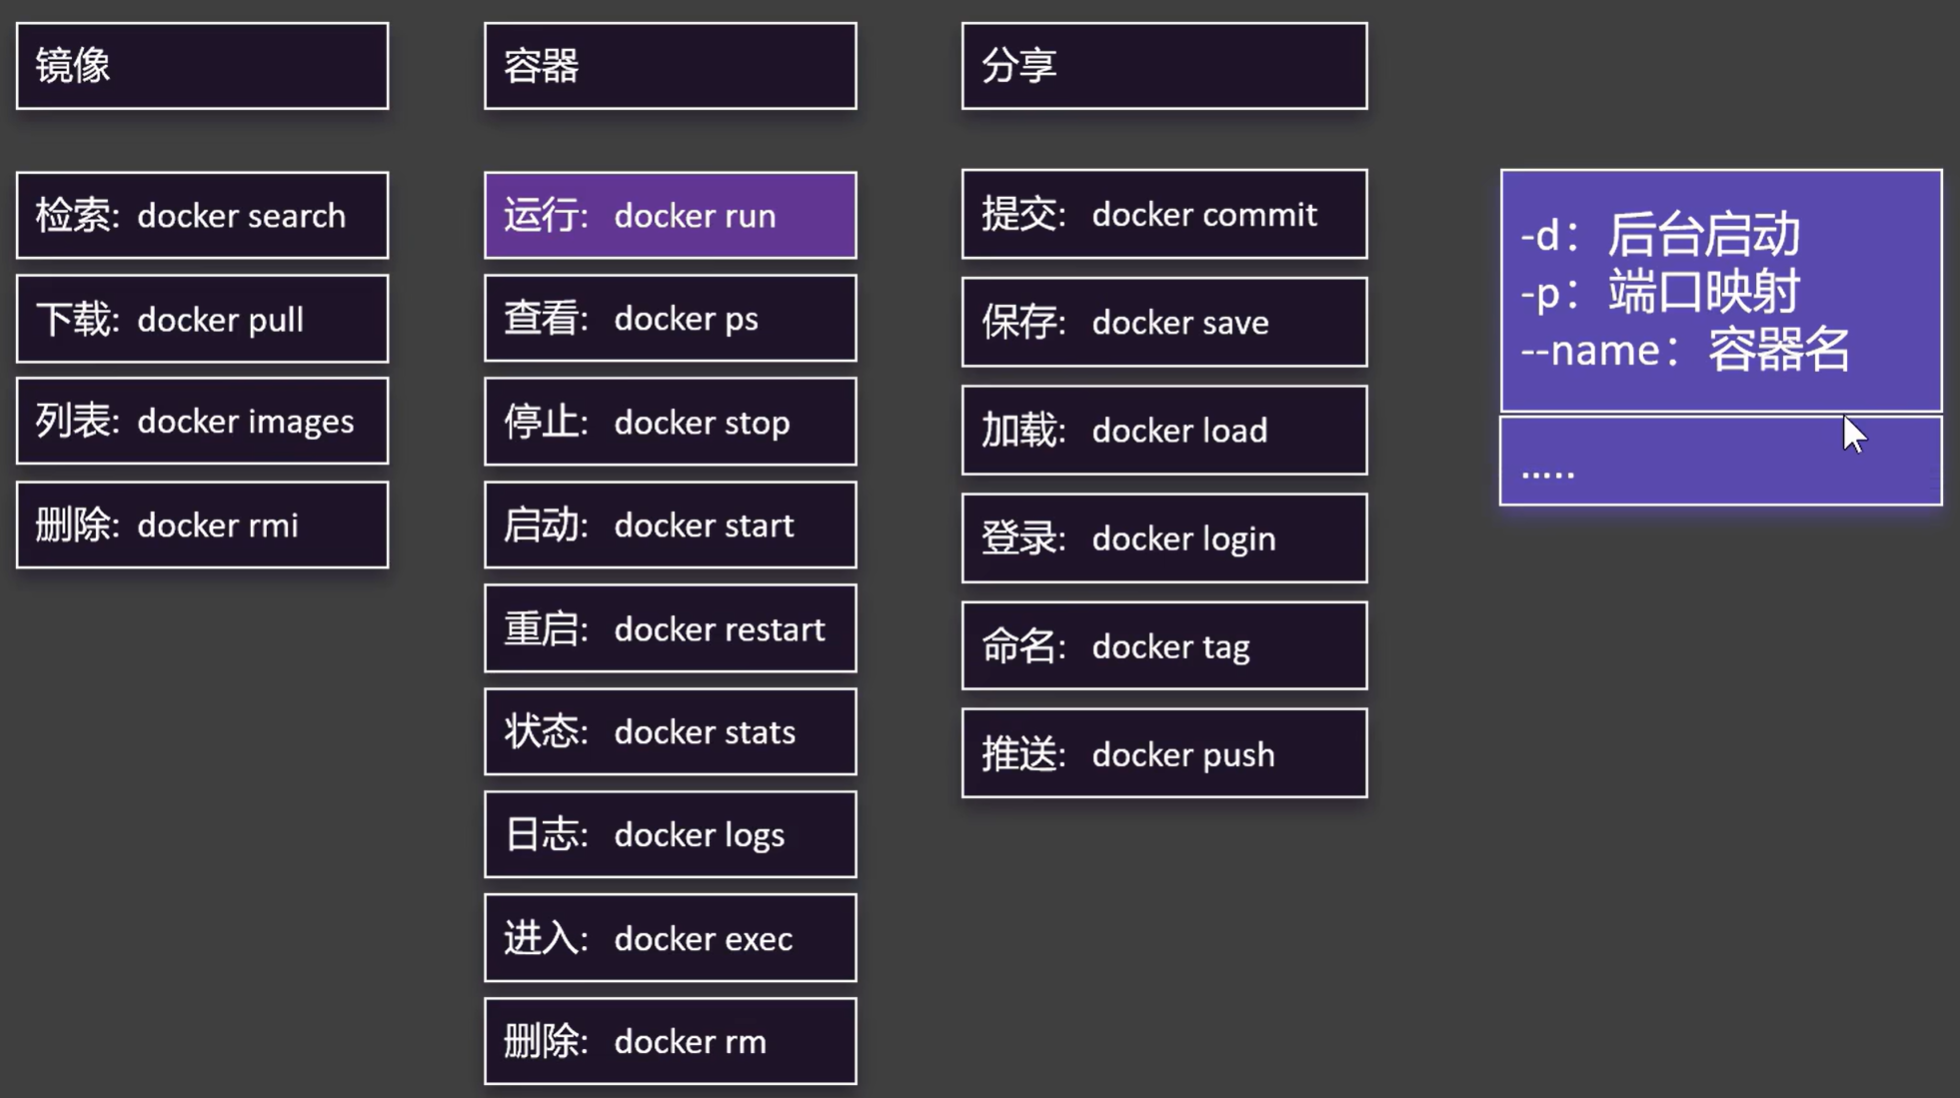 镜像
检索: docker search
下载: docker pull
列表: docker images
删除: docker rmi
容器
运行: docker run
查看: docker ps
停止: docker stop
启动: docker start
重启: docker restart
状态: docker stats
日志: docker logs
进入: docker exec
删除: docker rm
分享
提交: docker commit
保存: docker save
加载: docker load
登录: docker login
命名: docker tag
推送: docker push
-d：后台启动
-p：端口映射
--name：容器名
.....